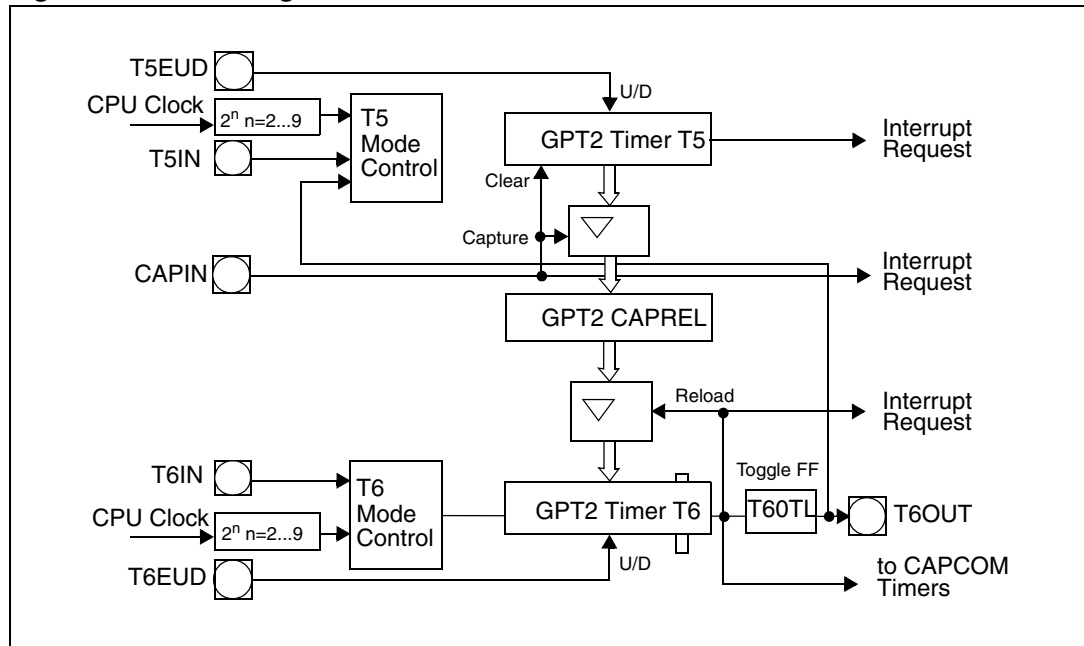 T5EUD
U/D
CPU Clock
2ⁿ n=2...9
T5
Mode
Control
T5IN
GPT2 Timer T5
Interrupt
Request
Clear
Capture
CAPIN
Interrupt
Request
GPT2 CAPREL
Reload
Interrupt
Request
T6IN
T6
Mode
Control
Toggle FF
GPT2 Timer T6
T60TL
T6OUT
CPU Clock
2ⁿ n=2...9
T6EUD
U/D
to CAPCOM
Timers